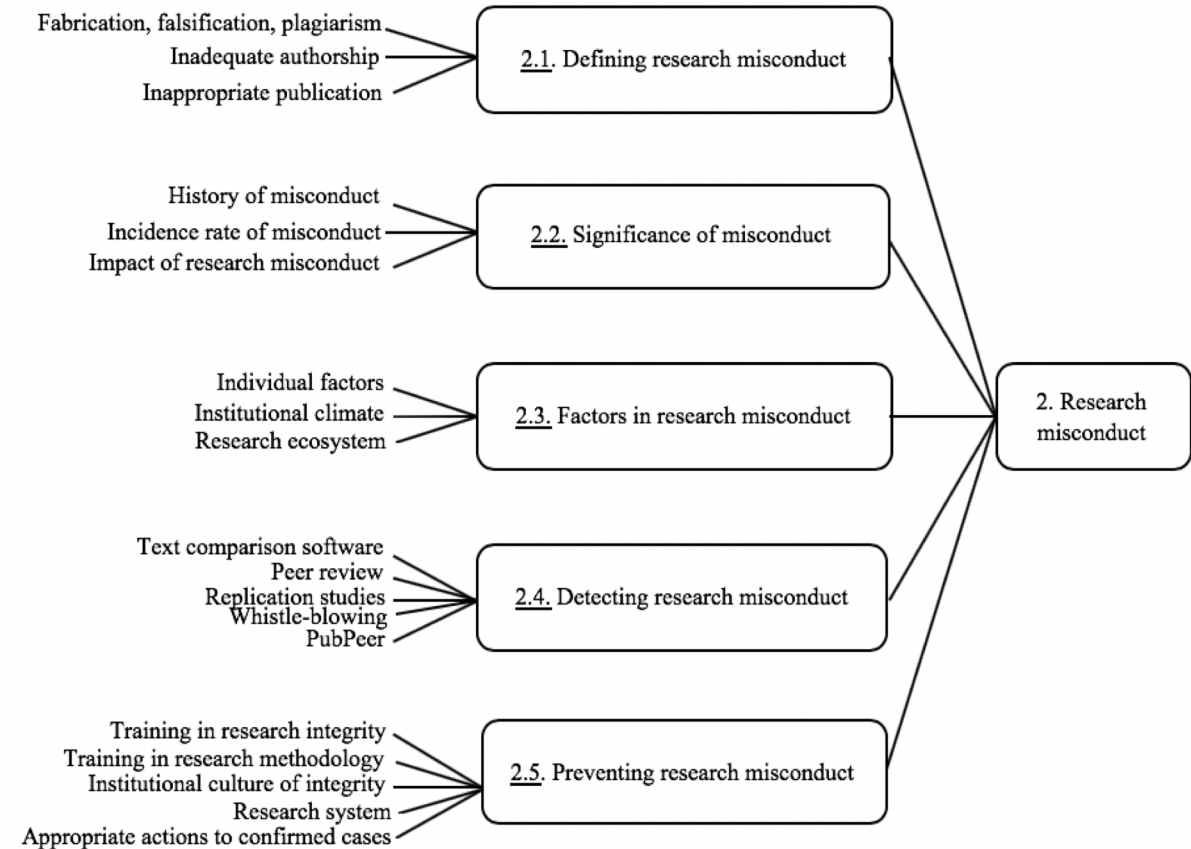 Fabrication, falsification, plagiarism
Inadequate authorship
Inappropriate publication
2.1. Defining research misconduct
History of misconduct
Incidence rate of misconduct
Impact of research misconduct
2.2. Significance of misconduct
Individual factors
Institutional climate
Research ecosystem
2.3. Factors in research misconduct
2. Research
misconduct
Text comparison software
Peer review
Replication studies
Whistle-blowing
PubPeer
2.4. Detecting research misconduct
Training in research integrity
Training in research methodology
Institutional culture of integrity
Research system
Appropriate actions to confirmed cases
2.5. Preventing research misconduct